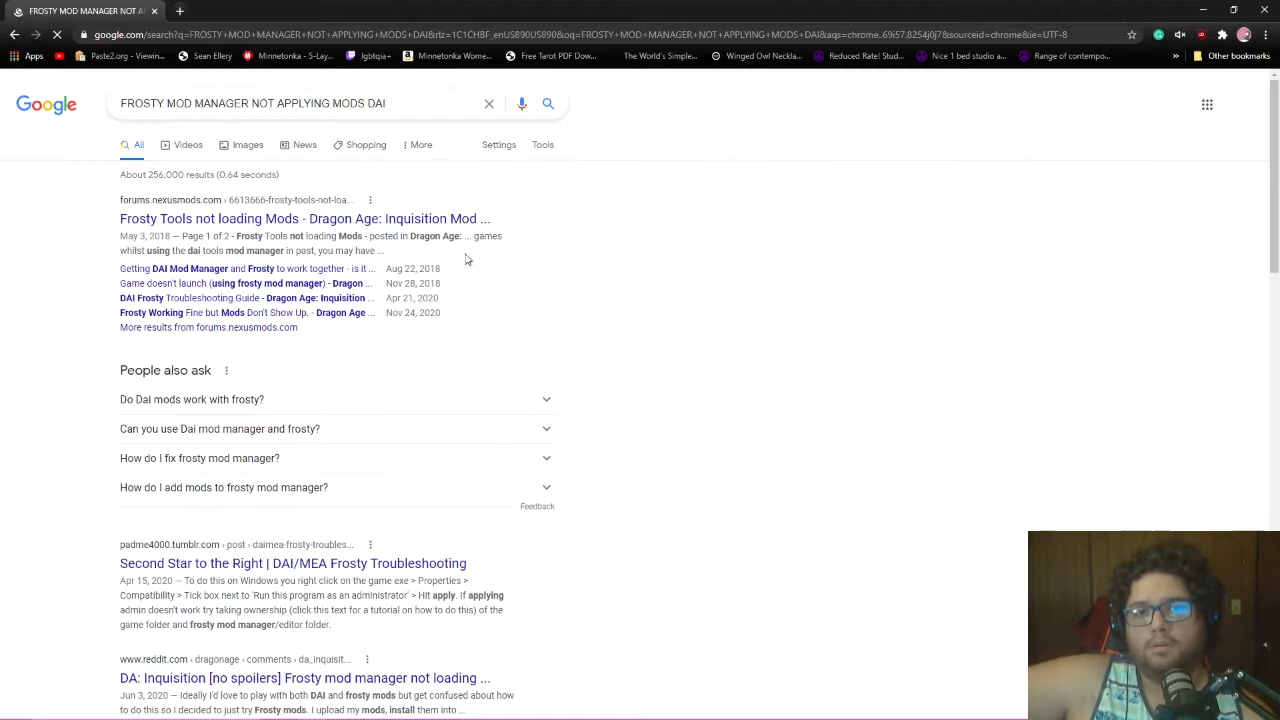 FROSTY MOD MANAGER NOT AP
google.com/search?q=FROSTY+MOD+MANAGER+NOT+APPLYING+MODS+DAI&rlz=1C1CHBF_enUS890US890&oq=FROSTY+MOD+MANAGER+NOT+APPLYING+MODS+DAI&aqs=chrome..69i57.8254j0j7&sourceid=chrome&ie=UTF-8
Apps Paste2.org - Viewin... Sean Ellery Minnetonka - S-Lay... lgbtqia+ Minnetonka Wome... Free Tarot PDF Dow... The World's Simple... Winged Owl Neckla... Reduced Rate! Stud... Nice 1 bed studio a... Range of contempo... » Other bookmarks
Google FROSTY MOD MANAGER NOT APPLYING MODS DAI
All Videos Images News Shopping More Settings Tools
About 256,000 results (0.64 seconds)
forums.nexusmods.com › 6613666-frosty-tools-not-loa...
Frosty Tools not loading Mods - Dragon Age: Inquisition Mod ...
May 3, 2018 — Page 1 of 2 - Frosty Tools not loading Mods - posted in Dragon Age: ... games
whilst using the dai tools mod manager in past, you may have ...
Getting DAI Mod Manager and Frosty to work together - is it ... Aug 22, 2018
Game doesn't launch (using frosty mod manager) - Dragon ... Nov 28, 2018
DAI Frosty Troubleshooting Guide - Dragon Age: Inquisition ... Apr 21, 2020
Frosty Working Fine but Mods Don't Show Up. - Dragon Age ... Nov 24, 2020
More results from forums.nexusmods.com
People also ask
Do Dai mods work with frosty?
Can you use Dai mod manager and frosty?
How do I fix frosty mod manager?
How do I add mods to frosty mod manager?
Feedback
padme4000.tumblr.com › post › daimea-frosty-troubles...
Second Star to the Right | DAI/MEA Frosty Troubleshooting
Apr 15, 2020 — To do this on Windows you right click on the game exe > Properties >
Compatibility > Tick box next to 'Run this program as an administrator' > Hit apply. If applying
admin doesn't work try taking ownership (click this text for a tutorial on how to do this) of the
game folder and frosty mod manager/editor folder.
www.reddit.com › dragonage › comments › da_inquisit...
DA: Inquisition [no spoilers] Frosty mod manager not loading ...
Jun 3, 2020 — Ideally I'd love to play with both DAI and frosty mods but get confused about how
to do this so I decided to just try Frosty mods. I upload my mods, install them into ...